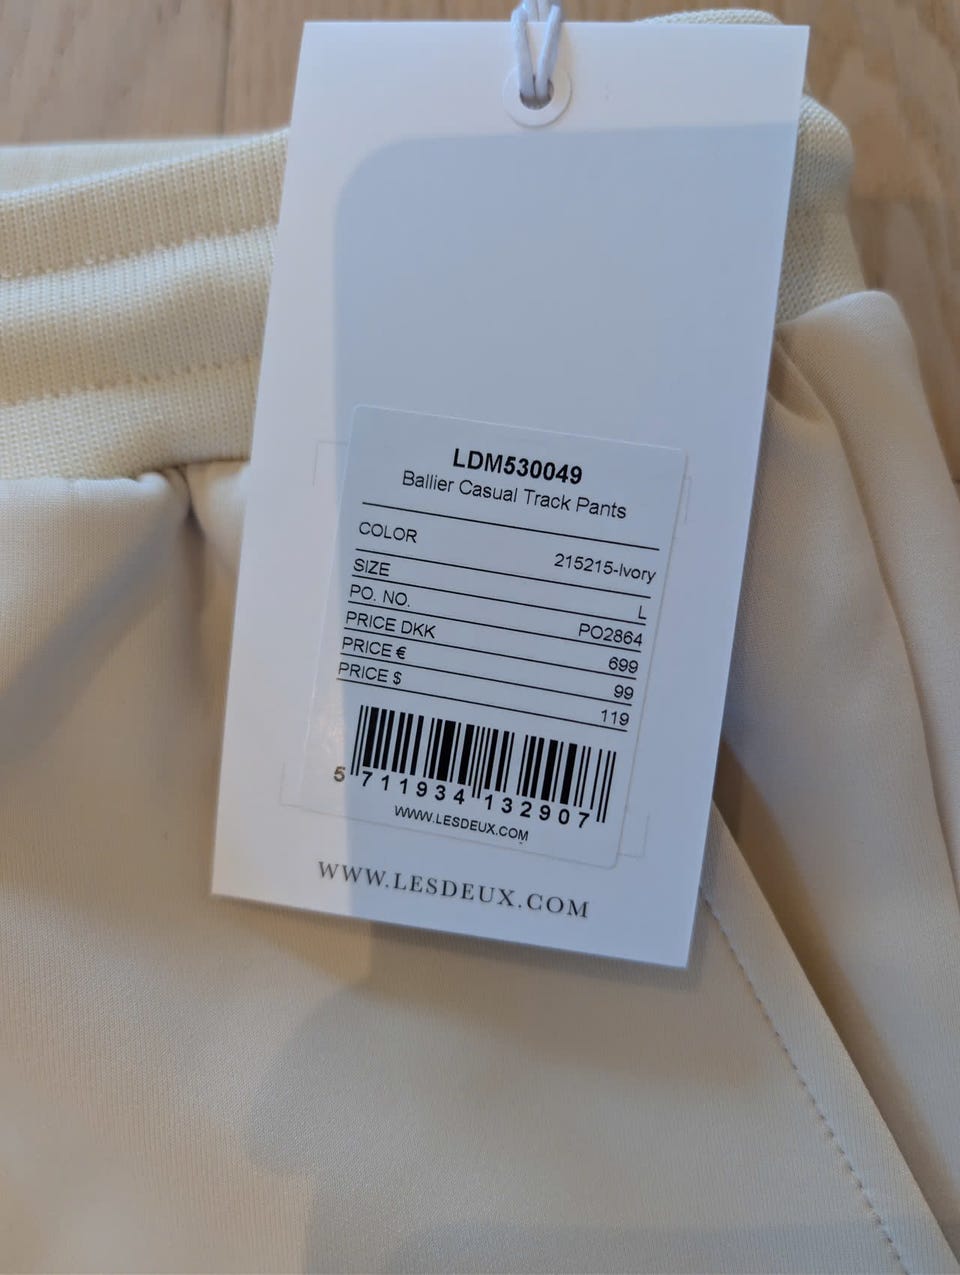 LDM530049
Ballier Casual Track Pants
COLOR 215215-Ivory
SIZE L
PO. NO. PO2864
PRICE DKK 699
PRICE € 99
PRICE $ 119
5 711934 132907
WWW.LESDEUX.COM
WWW.LESDEUX.COM